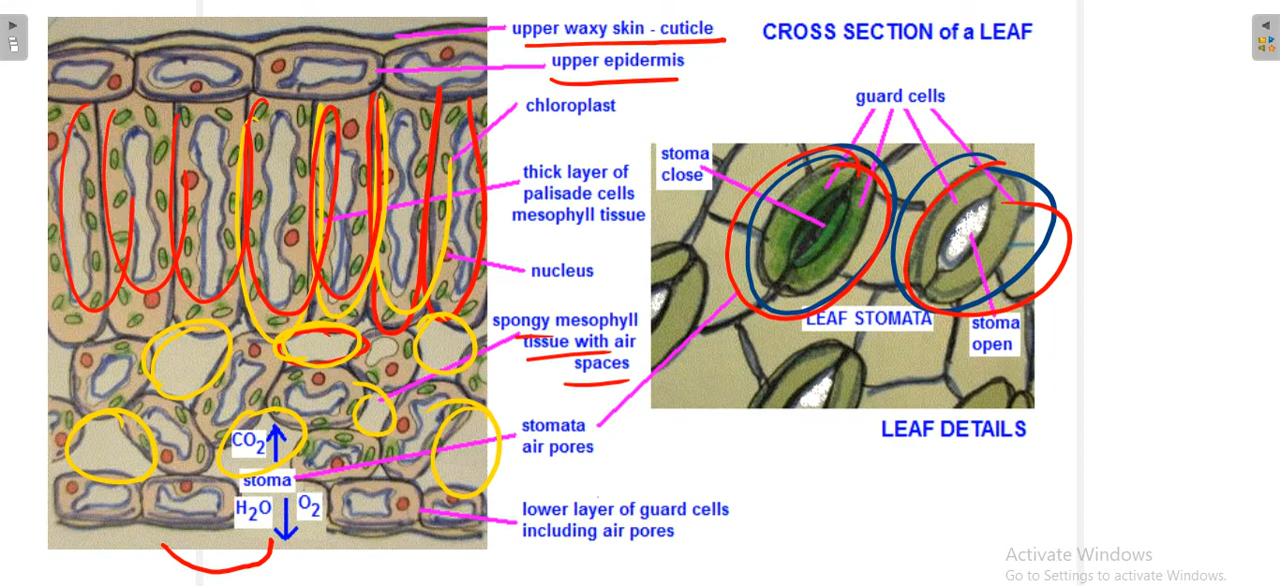 upper waxy skin - cuticle
upper epidermis
chloroplast
thick layer of
palisade cells
mesophyll tissue
nucleus
spongy mesophyll
tissue with air
spaces
stomata
air pores
lower layer of guard cells
including air pores
CO2
stoma
H2O
O2
CROSS SECTION of a LEAF
guard cells
stoma
close
LEAF STOMATA
stoma
open
LEAF DETAILS
Activate Windows
Go to Settings to activate Windows.